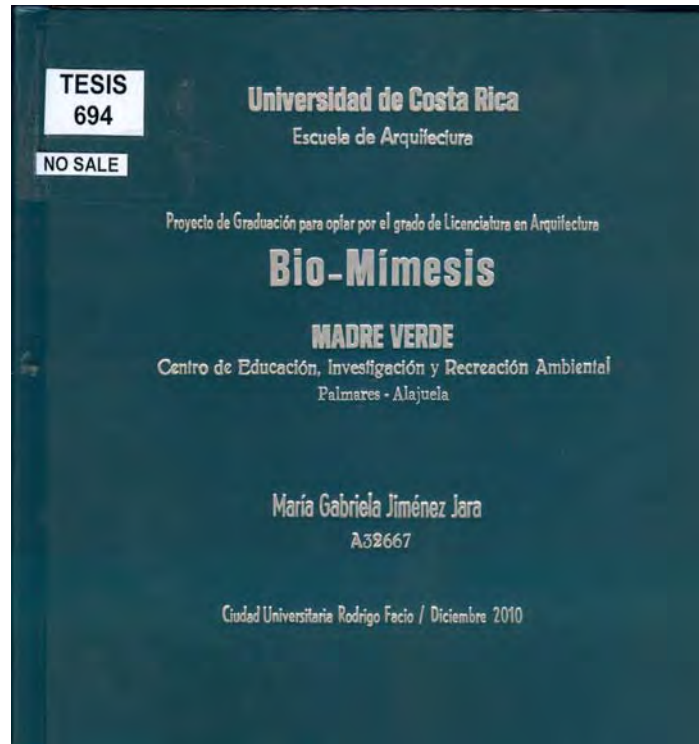 TESIS
694
NO SALE
Universidad de Costa Rica
Escuela de Arquitectura
Proyecto de Graduación para optar por el grado de Licenciatura en Arquitectura
Bio-Mímesis
MADRE VERDE
Centro de Educación, Investigación y Recreación Ambiental
Palmares - Alajuela
María Gabriela Jiménez Jara
A32667
Ciudad Universitaria Rodrigo Facio / Diciembre 2010